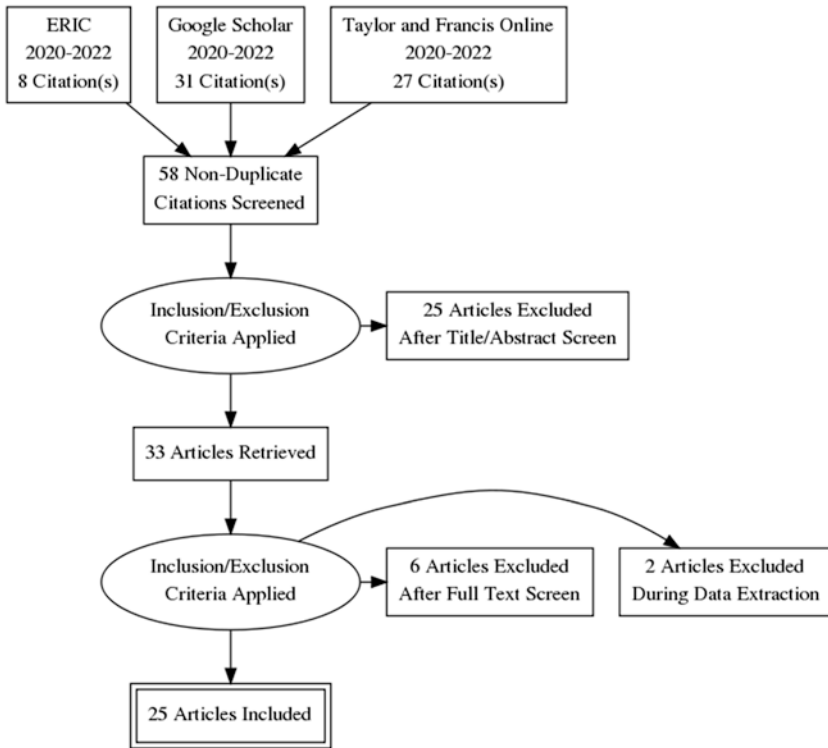 ERIC
2020-2022
8 Citation(s)
Google Scholar
2020-2022
31 Citation(s)
Taylor and Francis Online
2020-2022
27 Citation(s)
58 Non-Duplicate
Citations Screened
Inclusion/Exclusion
Criteria Applied
25 Articles Excluded
After Title/Abstract Screen
33 Articles Retrieved
Inclusion/Exclusion
Criteria Applied
6 Articles Excluded
After Full Text Screen
2 Articles Excluded
During Data Extraction
25 Articles Included